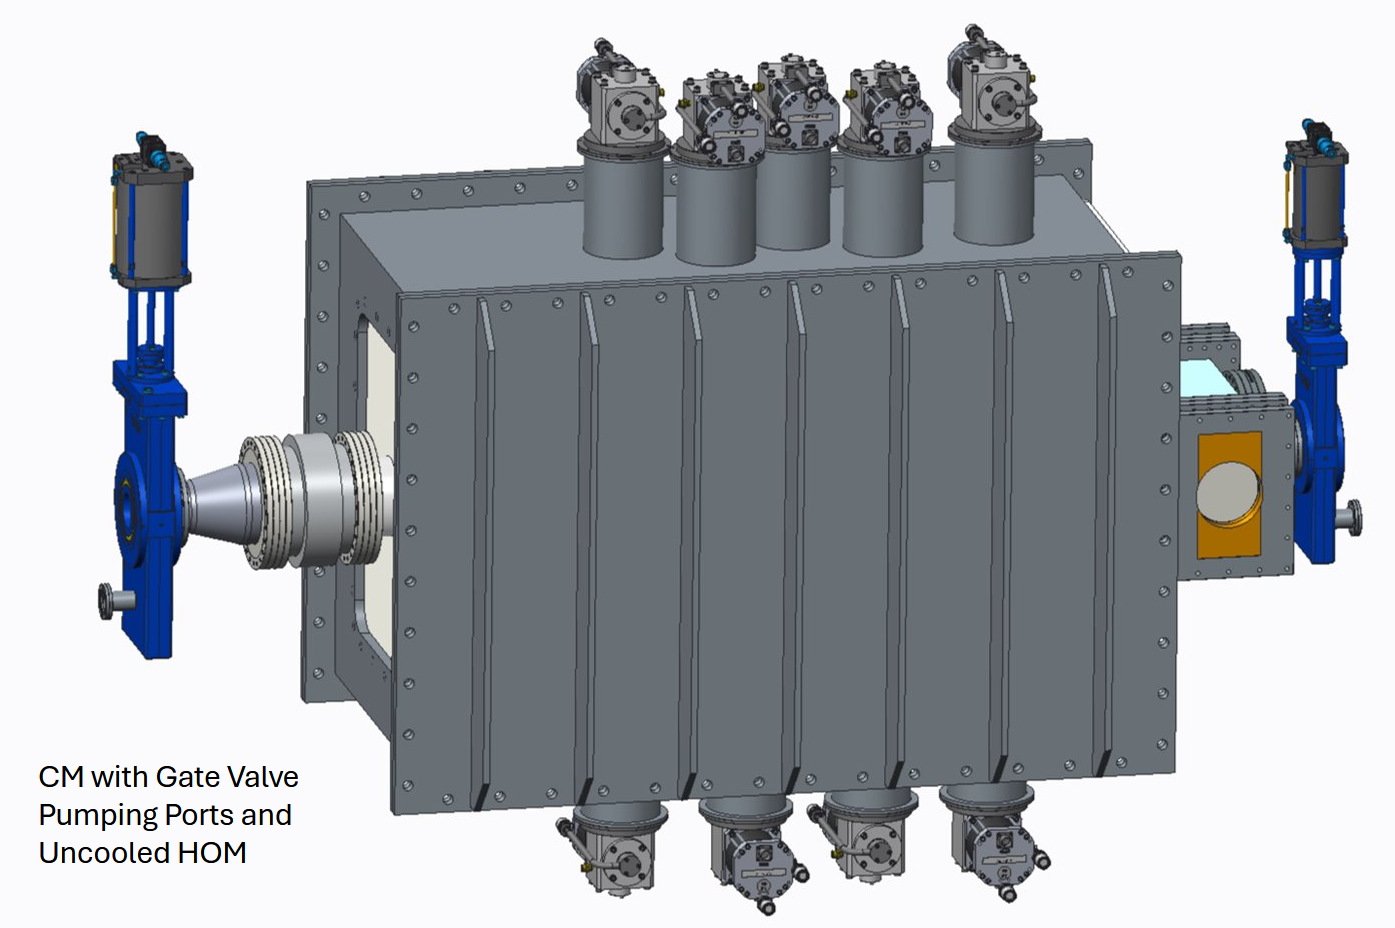 CM with Gate Valve
Pumping Ports and
Uncooled HOM